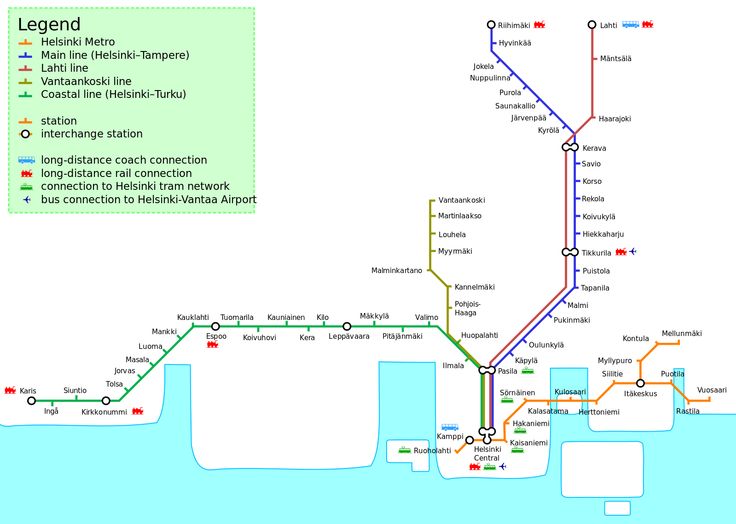 Legend
Helsinki Metro
Main line (Helsinki–Tampere)
Lahti line
Vantaankoski line
Coastal line (Helsinki–Turku)
station
interchange station
long-distance coach connection
long-distance rail connection
connection to Helsinki tram network
bus connection to Helsinki-Vantaa Airport
Riihimäki
Lahti
Hyvinkää
Mäntsälä
Jokela
Nuppulinna
Purola
Saunakallio
Järvenpää
Haarajoki
Kyrölä
Kerava
Savio
Korso
Rekola
Koivukylä
Hiekkaharju
Tikkurila
Puistola
Tapanila
Malmi
Pukinmäki
Oulunkylä
Käpylä
Pasila
Vantaankoski
Martinlaakso
Louhela
Myyrmäki
Malminkartano
Kannelmäki
Pohjois-
Haaga
Huopalahti
Ilmala
Valimo
Pitäjänmäki
Mäkkylä
Leppävaara
Kilo
Kera
Kauniainen
Koivuhovi
Tuomarila
Espoo
Kauklahti
Mankki
Luoma
Masala
Jorvas
Tolsa
Kirkkonummi
Siuntio
Ingå
Karis
Mellunmäki
Kontula
Myllypuro
Siilitie
Itäkeskus
Puotila
Vuosaari
Rastila
Herttoniemi
Kulosaari
Kalasatama
Sörnäinen
Hakaniemi
Kaisaniemi
Helsinki
Central
Kamppi
Ruoholahti